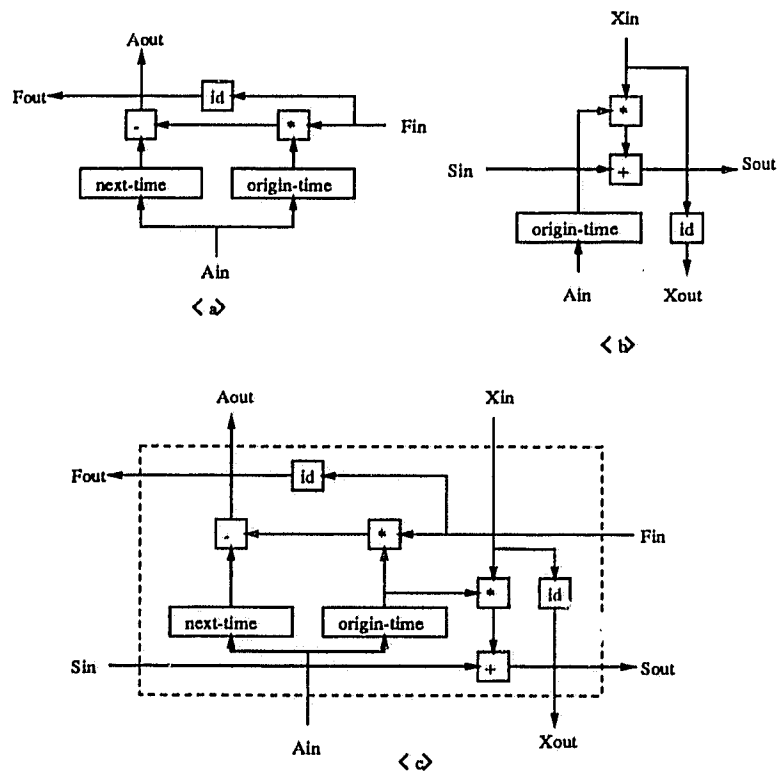 Aout
Fout
id
-
*
Fin
next-time
origin-time
Ain
< a>
Xin
*
Sin
+
Sout
origin-time
id
Ain
Xout
< b>
Aout
Xin
Fout
id
-
*
Fin
*
id
next-time
origin-time
Sin
+
Sout
Ain
Xout
< c>